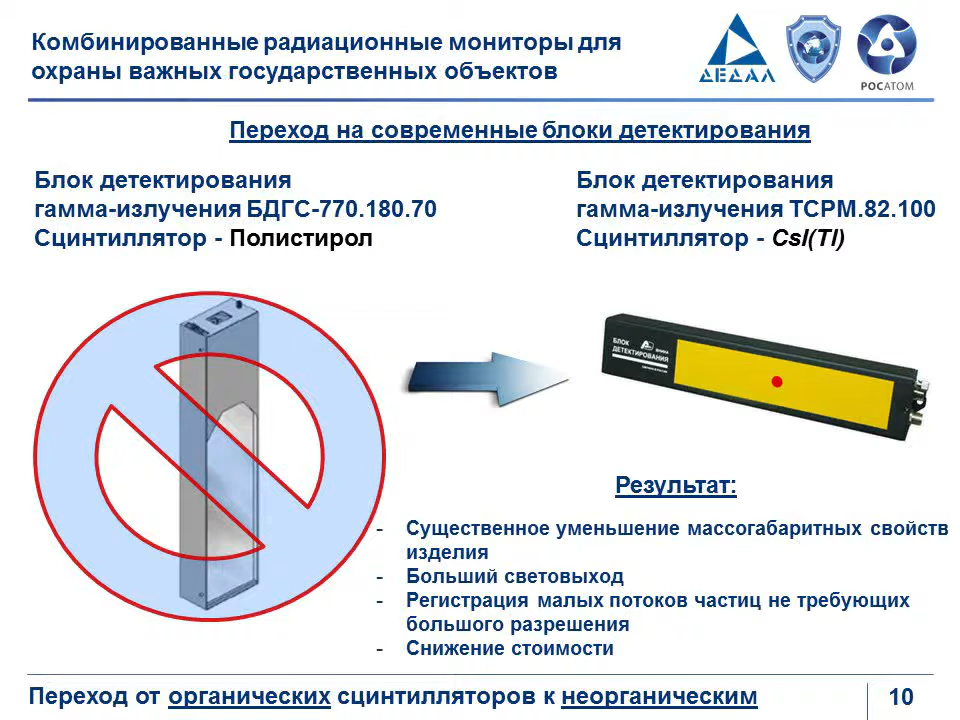 Комбинированные радиационные мониторы для
охраны важных государственных объектов
ДЕДАЛ
РОСАТОМ
Переход на современные блоки детектирования
Блок детектирования
гамма-излучения БДГС-770.180.70
Сцинтиллятор - Полистирол
Блок детектирования
гамма-излучения ТСРМ.82.100
Сцинтиллятор - CsI(Tl)
БЛОК
ДЕТЕКТИРОВАНИЯ
Результат:
- Существенное уменьшение массогабаритных свойств
изделия
- Больший световыход
- Регистрация малых потоков частиц не требующих
большого разрешения
- Снижение стоимости
Переход от органических сцинтилляторов к неорганическим
10